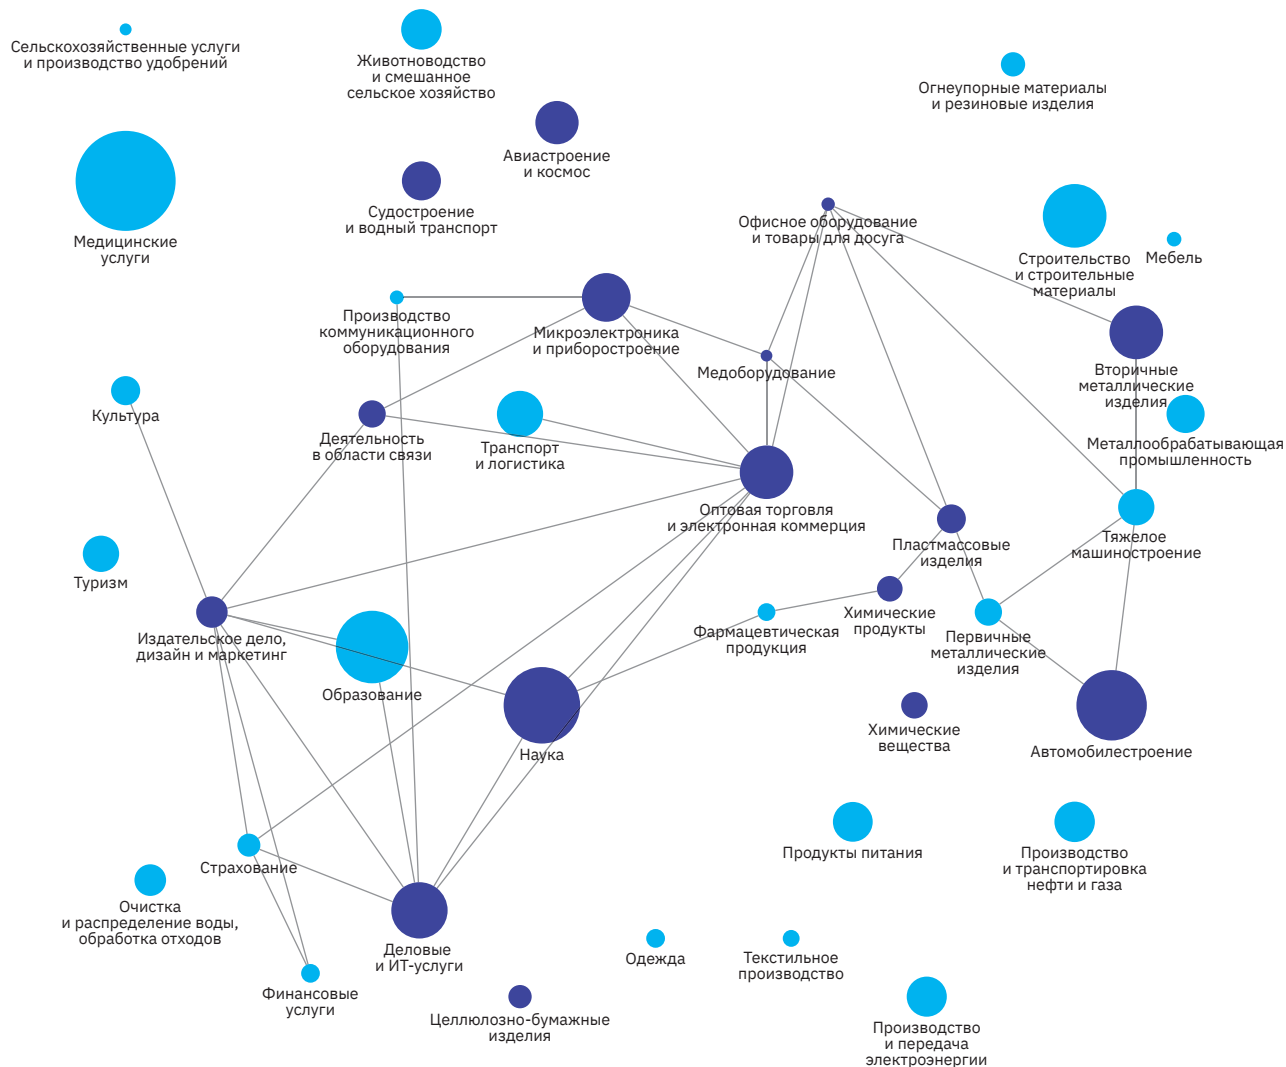 Сельскохозяйственные услуги
и производство удобрений
Животноводство
и смешанное
сельское хозяйство
Огнеупорные материалы
и резиновые изделия
Авиастроение
и космос
Медицинские
услуги
Судостроение
и водный транспорт
Офисное оборудование
и товары для досуга
Строительство
и строительные
материалы
Мебель
Производство
коммуникационного
оборудования
Микроэлектроника
и приборостроение
Медоборудование
Вторичные
металлические
изделия
Культура
Деятельность
в области связи
Транспорт
и логистика
Металлообрабатывающая
промышленность
Оптовая торговля
и электронная коммерция
Пластмассовые
изделия
Тяжелое
машиностроение
Туризм
Издательское дело,
дизайн и маркетинг
Образование
Фармацевтическая
продукция
Химические
продукты
Первичные
металлические
изделия
Наука
Химические
вещества
Автомобилестроение
Страхование
Продукты питания
Производство
и транспортировка
нефти и газа
Очистка
и распределение воды,
обработка отходов
Деловые
и ИТ-услуги
Одежда
Текстильное
производство
Финансовые
услуги
Целлюлозно-бумажные
изделия
Производство
и передача
электроэнергии